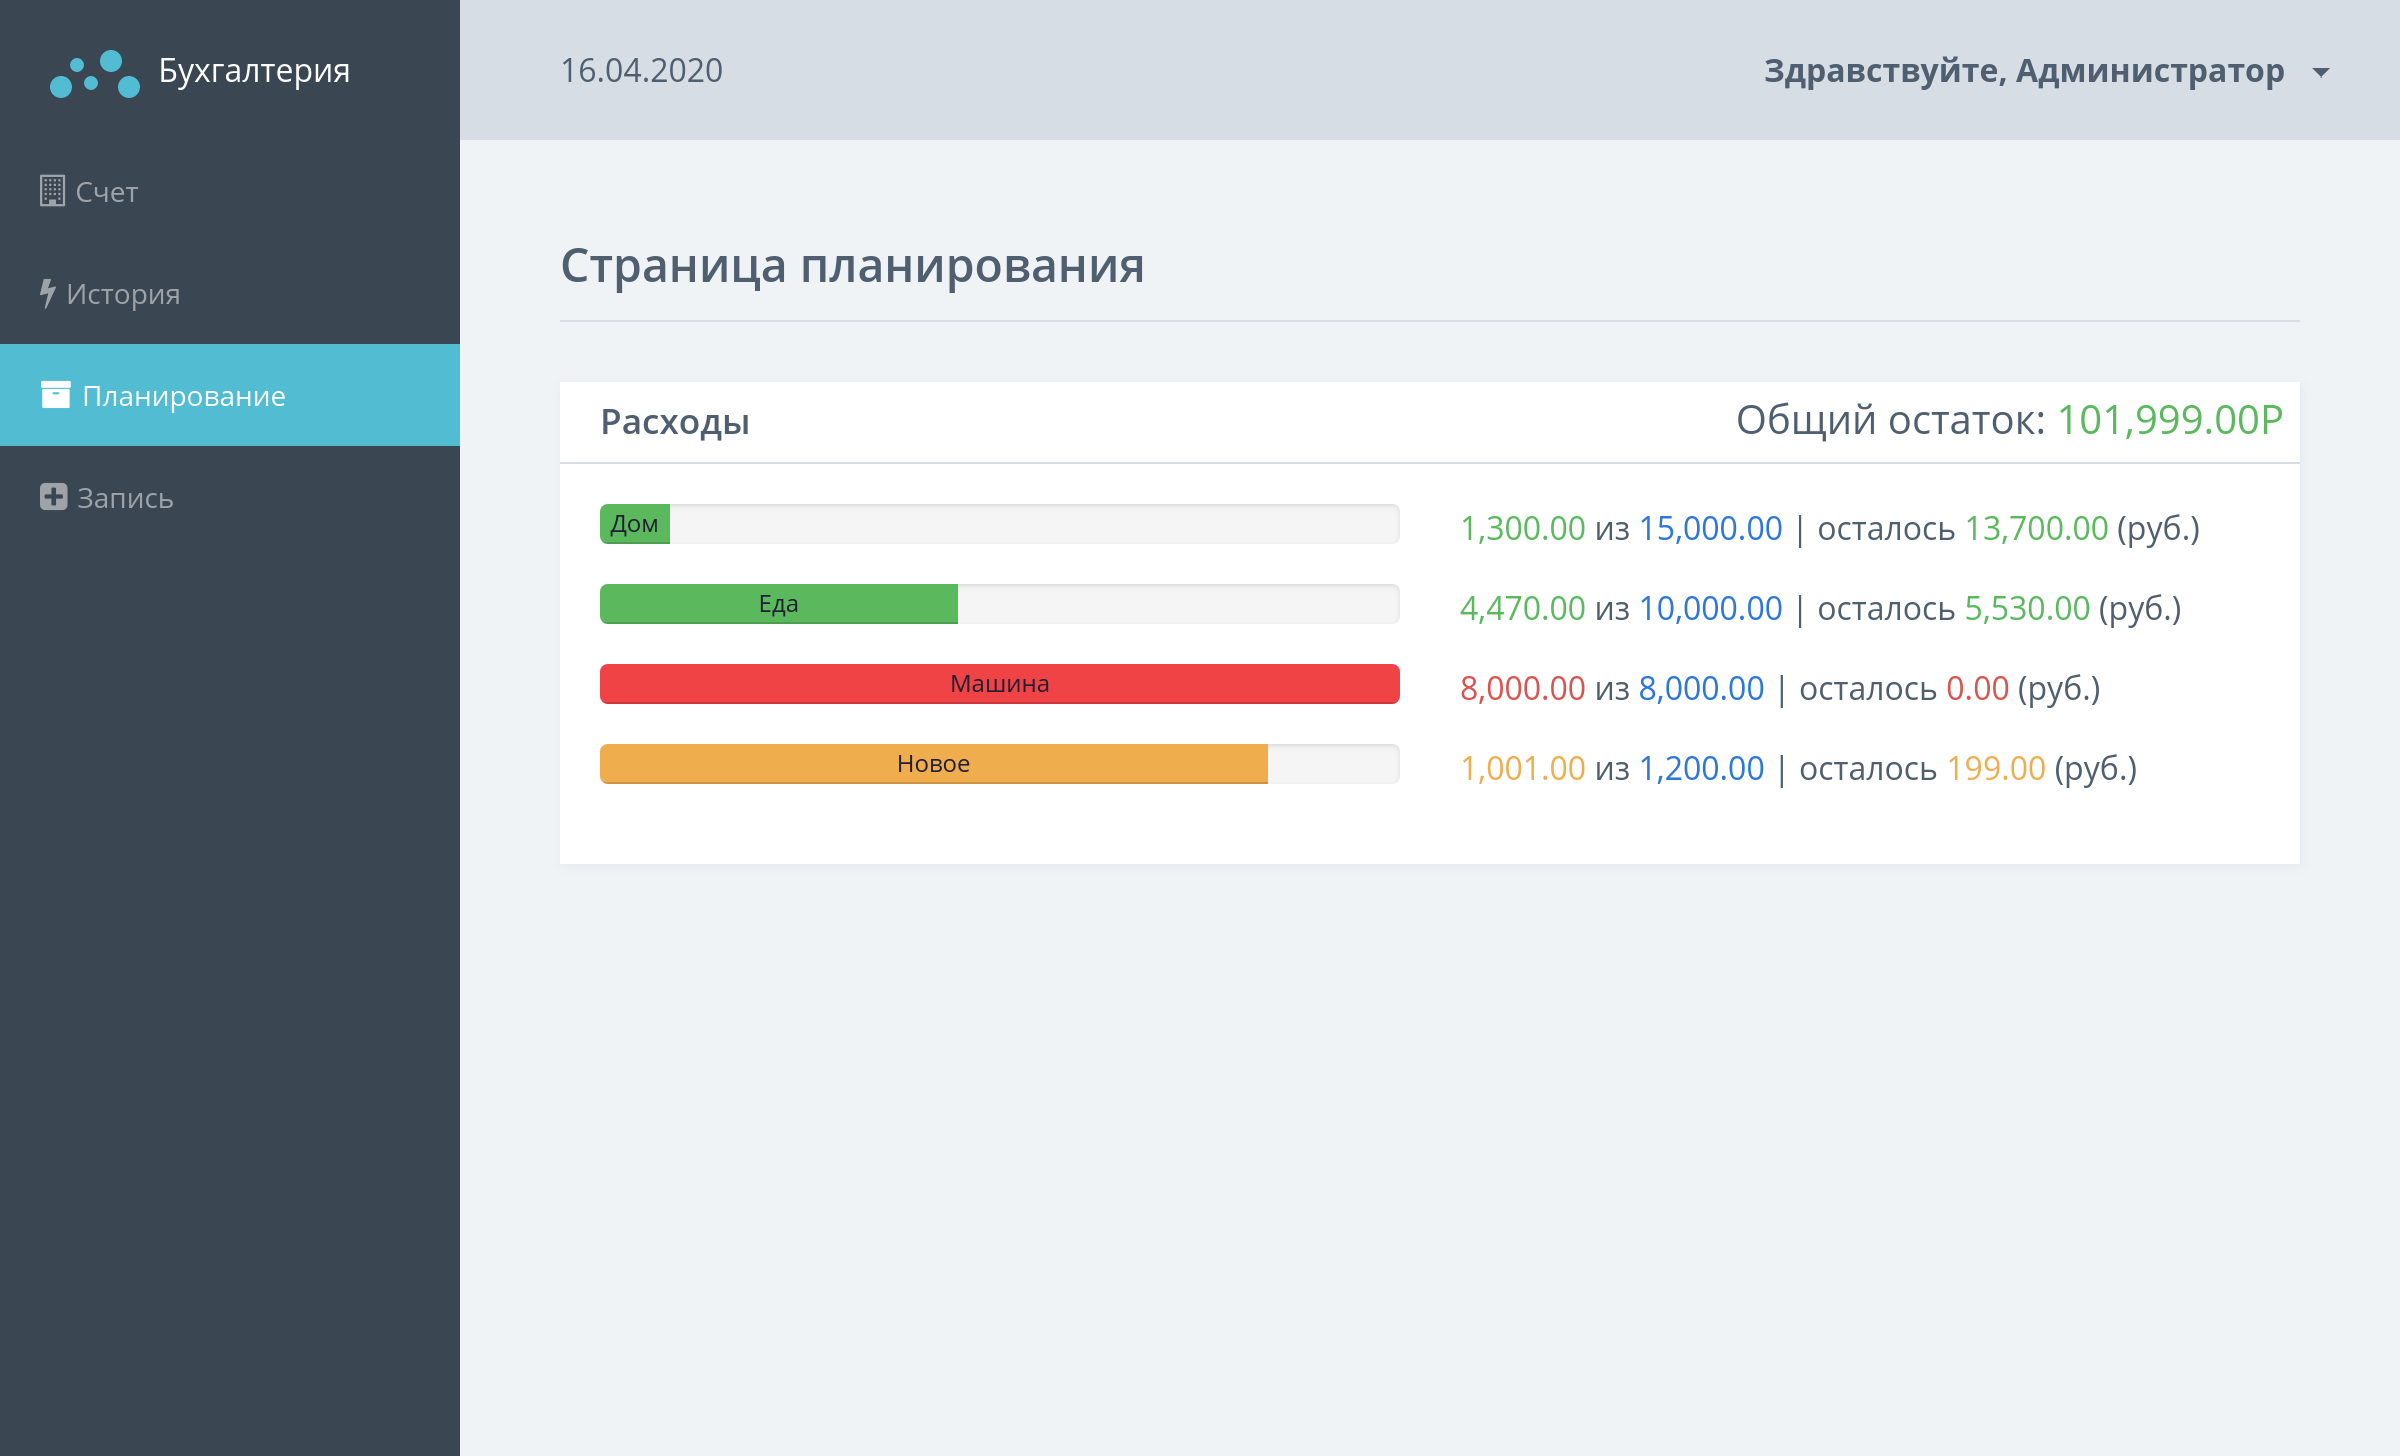 Бухгалтерия
16.04.2020
Здравствуйте, Администратор
Счет
История
Планирование
Запись
Страница планирования
Расходы
Общий остаток: 101,999.00Р
Дом
1,300.00 из 15,000.00 | осталось 13,700.00 (руб.)
Еда
4,470.00 из 10,000.00 | осталось 5,530.00 (руб.)
Машина
8,000.00 из 8,000.00 | осталось 0.00 (руб.)
Новое
1,001.00 из 1,200.00 | осталось 199.00 (руб.)